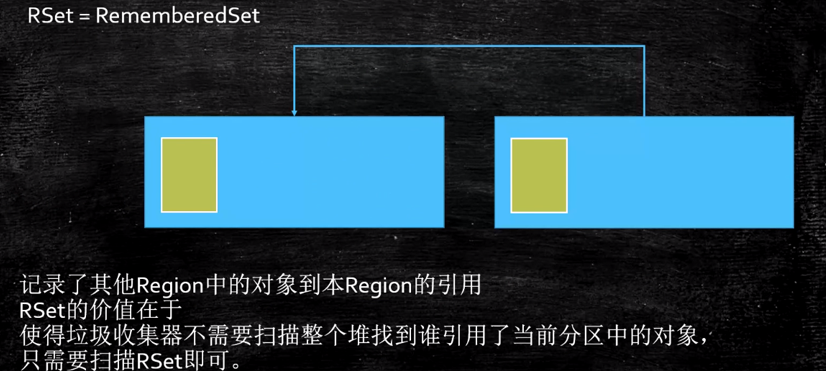 RSet = RememberedSet
记录了其他Region中的对象到本Region的引用
RSet的价值在于
使得垃圾收集器不需要扫描整个堆找到谁引用了当前分区中的对象，
只需要扫描RSet即可。